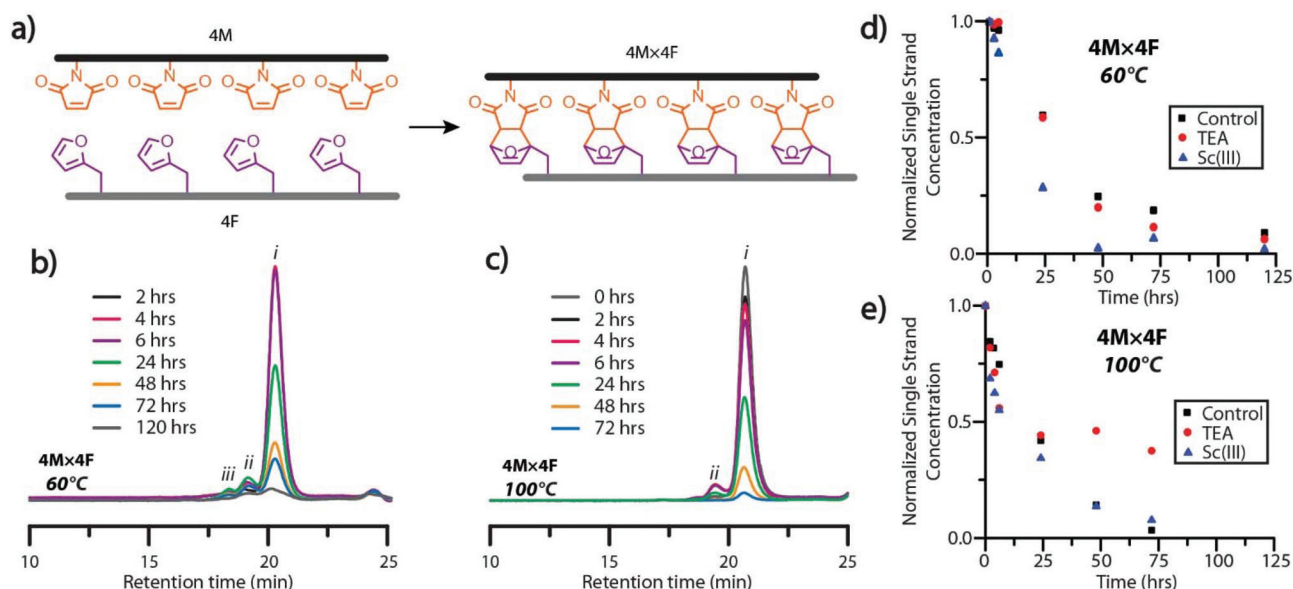 a)
4M
O N O O N O O N O O N O
O O O O
4F
4M×4F
O N O O N O O N O O N O
O O O O
b)
i
2 hrs
4 hrs
6 hrs
24 hrs
48 hrs
72 hrs
120 hrs
iii ii
4M×4F
60°C
10 15 20 25
Retention time (min)
c)
i
0 hrs
2 hrs
4 hrs
6 hrs
24 hrs
48 hrs
72 hrs
ii
4M×4F
100°C
10 15 20 25
Retention time (min)
d)
Normalized Single Strand
Concentration
1.0
0.5
0.0
4M×4F
60°C
Control
TEA
Sc(III)
0 25 50 75 100 125
Time (hrs)
e)
Normalized Single Strand
Concentration
1.0
0.5
0.0
4M×4F
100°C
Control
TEA
Sc(III)
0 25 50 75 100 125
Time (hrs)